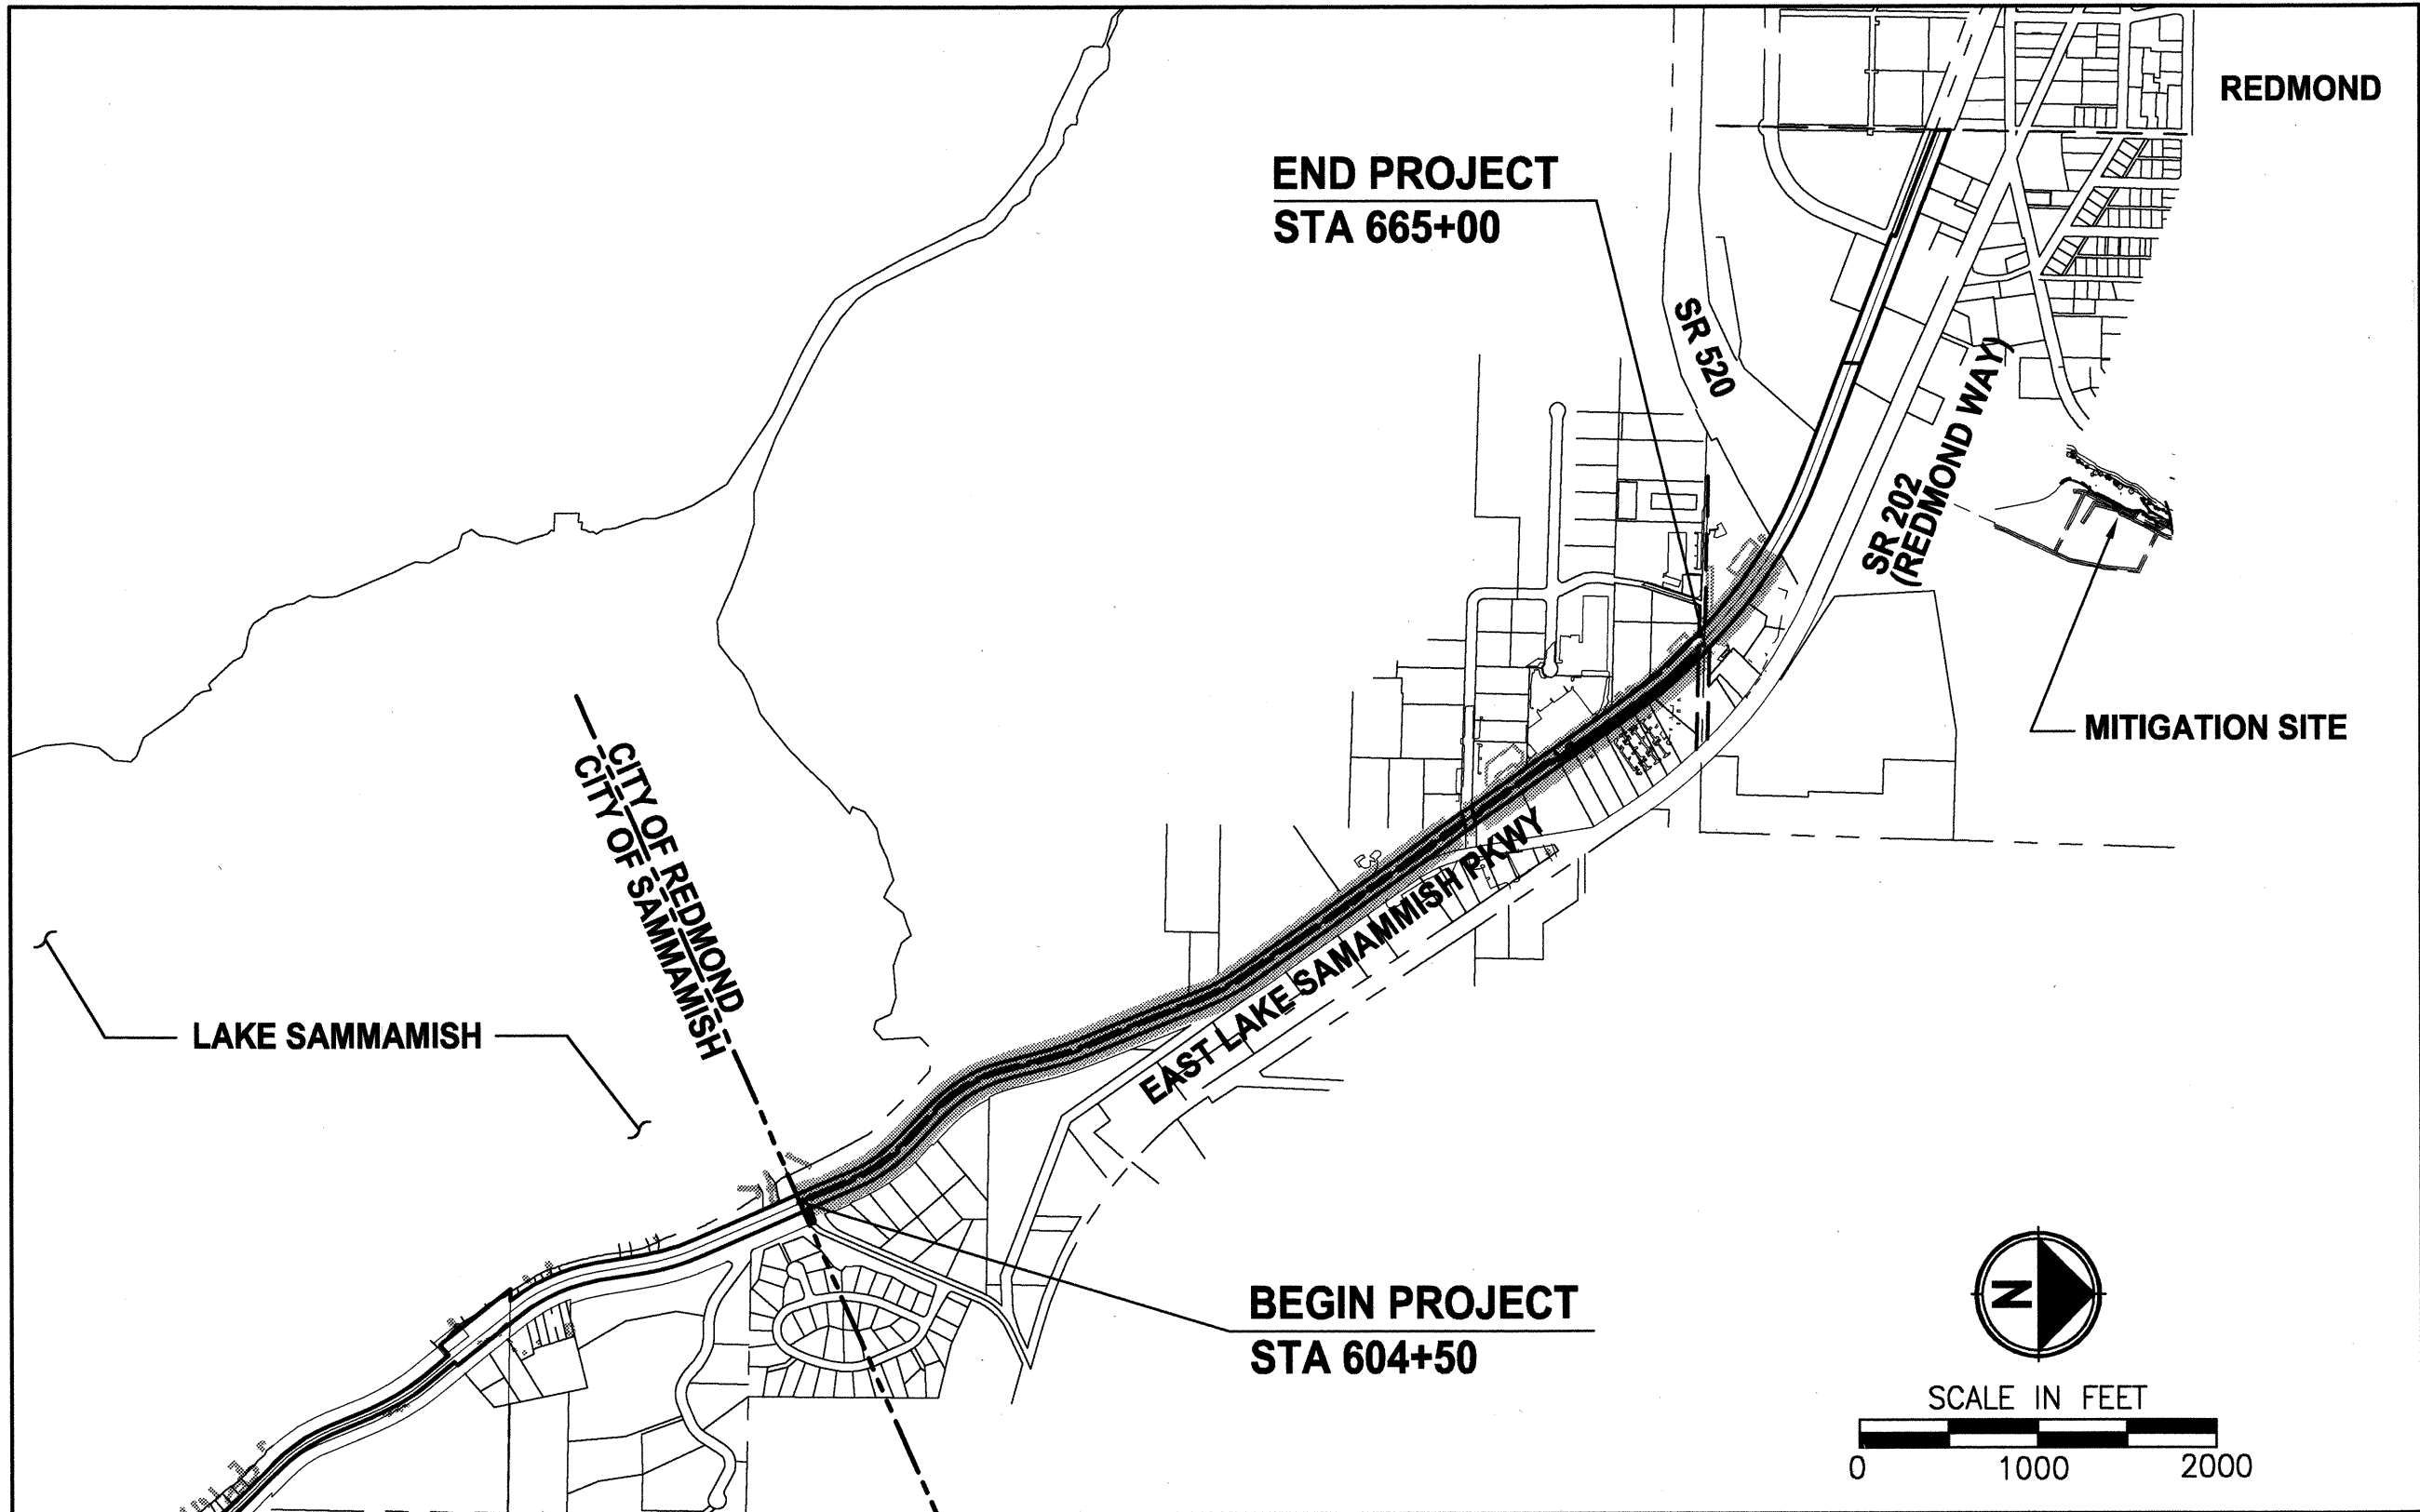 REDMOND
END PROJECT
STA 665+00
SR 520
SR 202
(REDMOND WAY)
MITIGATION SITE
CITY OF REDMOND
CITY OF SAMMAMISH
EAST LAKE SAMAMMISH PKWY
LAKE SAMMAMISH
BEGIN PROJECT
STA 604+50
N
SCALE IN FEET
0 1000 2000